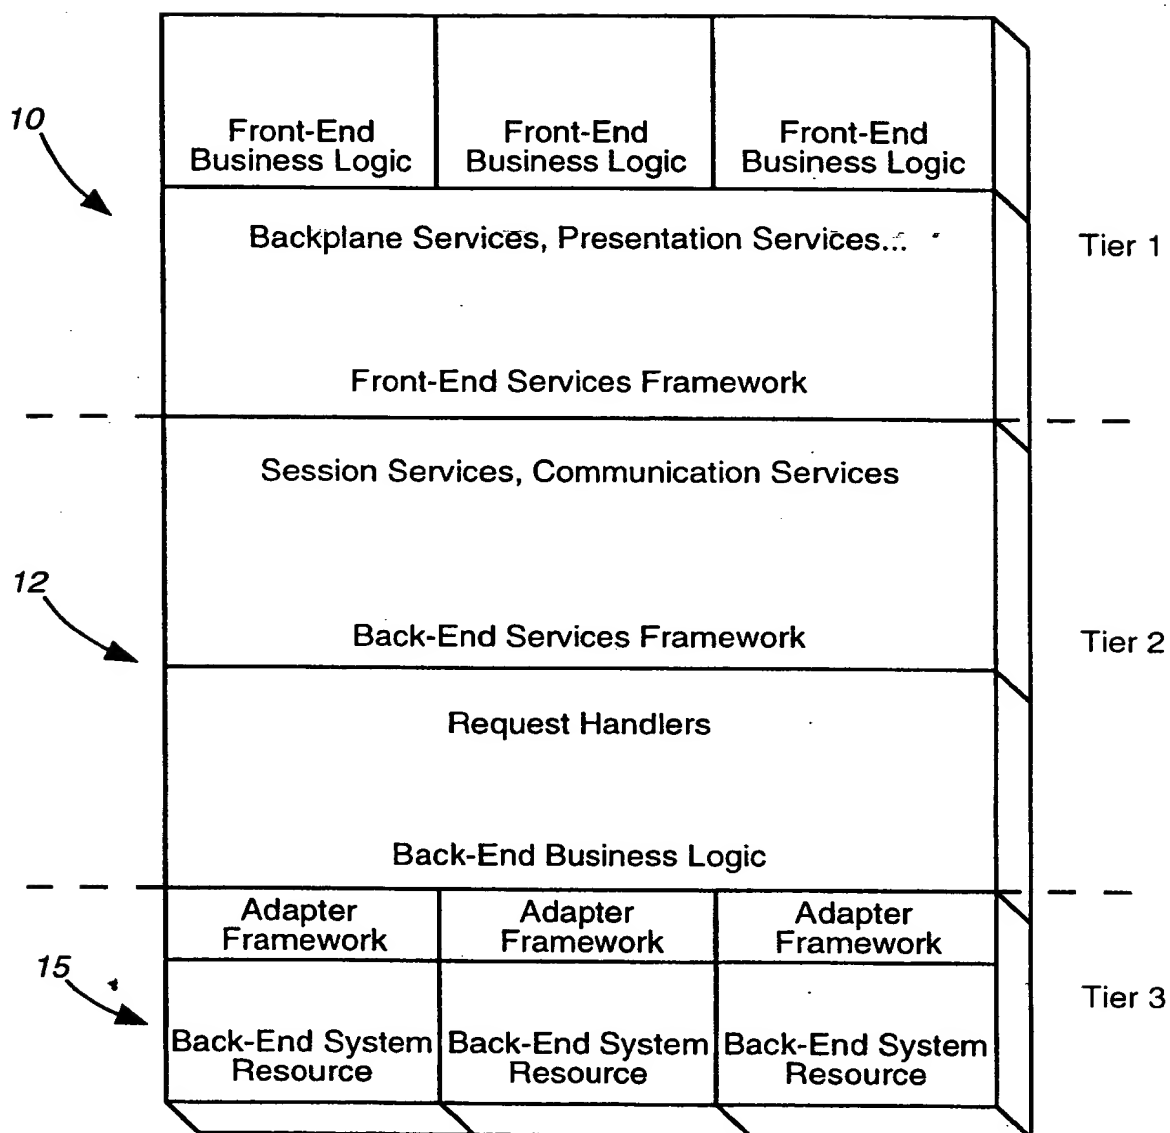 Front-End Front-End Front-End
Business Logic Business Logic Business Logic
10
Backplane Services, Presentation Services...
Tier 1
Front-End Services Framework
Session Services, Communication Services
12
Back-End Services Framework
Tier 2
Request Handlers
Back-End Business Logic
Adapter Adapter Adapter
Framework Framework Framework
15
Tier 3
Back-End System Back-End System Back-End System
Resource Resource Resource